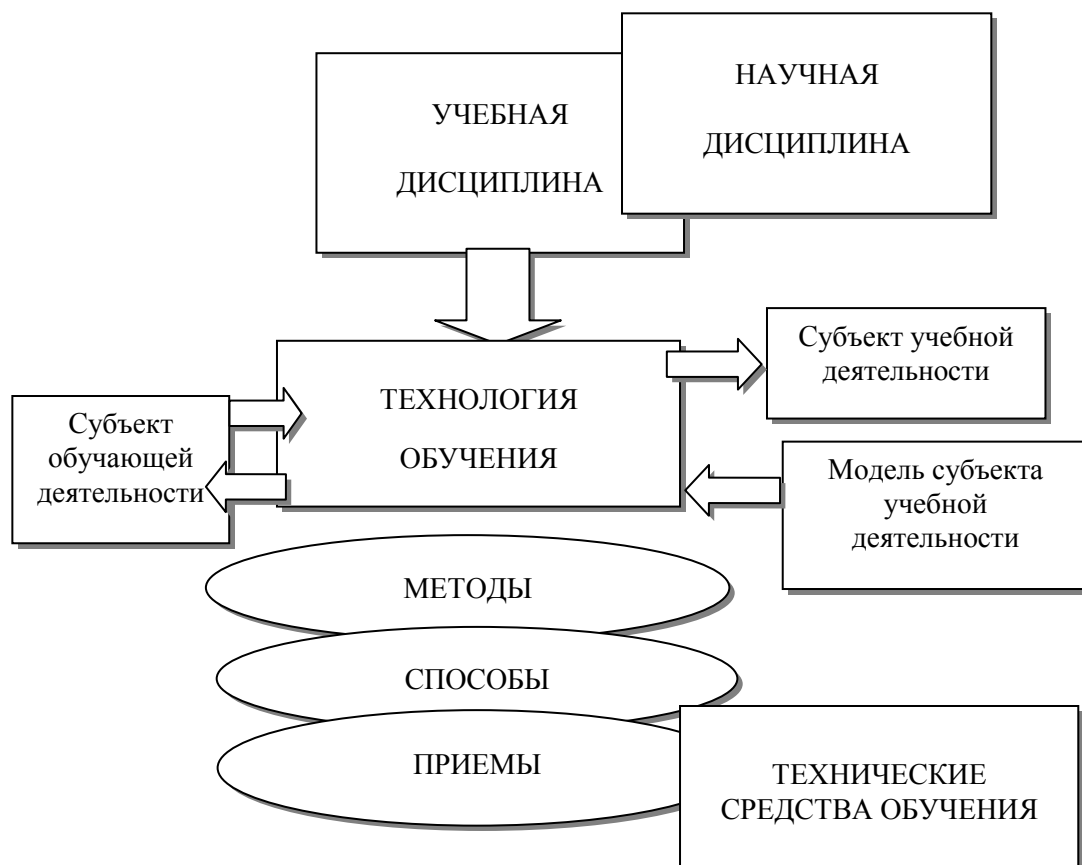 УЧЕБНАЯ
ДИСЦИПЛИНА
НАУЧНАЯ
ДИСЦИПЛИНА
ТЕХНОЛОГИЯ
ОБУЧЕНИЯ
Субъект учебной
деятельности
Субъект
обучающей
деятельности
Модель субъекта
учебной
деятельности
МЕТОДЫ
СПОСОБЫ
ПРИЕМЫ
ТЕХНИЧЕСКИЕ
СРЕДСТВА ОБУЧЕНИЯ